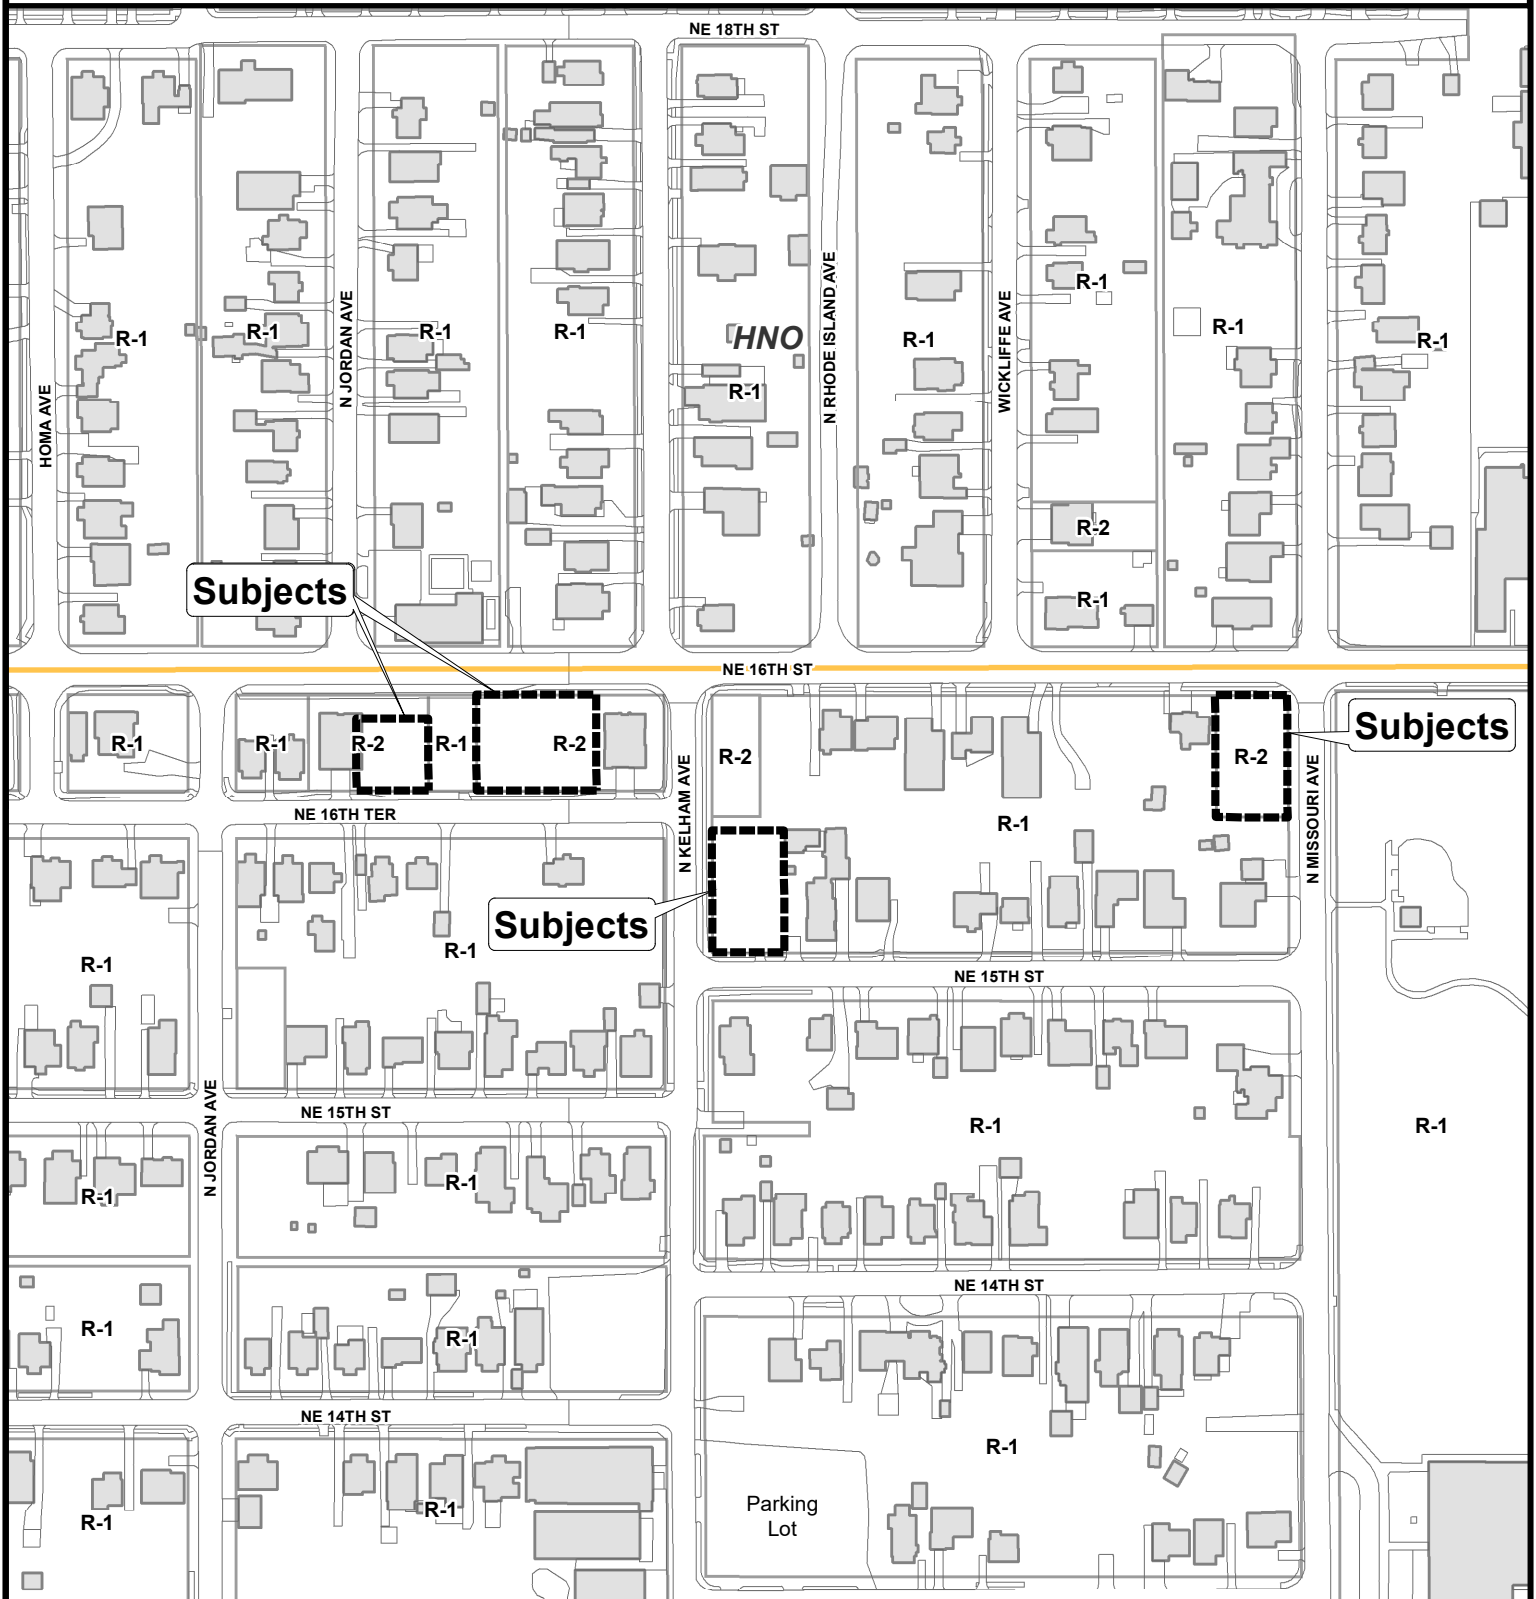 NE 18TH ST
HOMA AVE
N JORDAN AVE
N RHODE ISLAND AVE
WICKLIFFE AVE
HNO
R-1
R-1
R-1
R-1
R-1
R-1
R-1
R-1
R-1
R-2
R-1
Subjects
NE 16TH ST
R-1
R-1
R-2
R-1
R-2
R-2
R-2
Subjects
N KELHAM AVE
N MISSOURI AVE
NE 16TH TER
R-1
Subjects
R-1
R-1
NE 15TH ST
N JORDAN AVE
NE 15TH ST
R-1
R-1
R-1
R-1
NE 14TH ST
R-1
R-1
NE 14TH ST
R-1
Parking
Lot
R-1
R-1